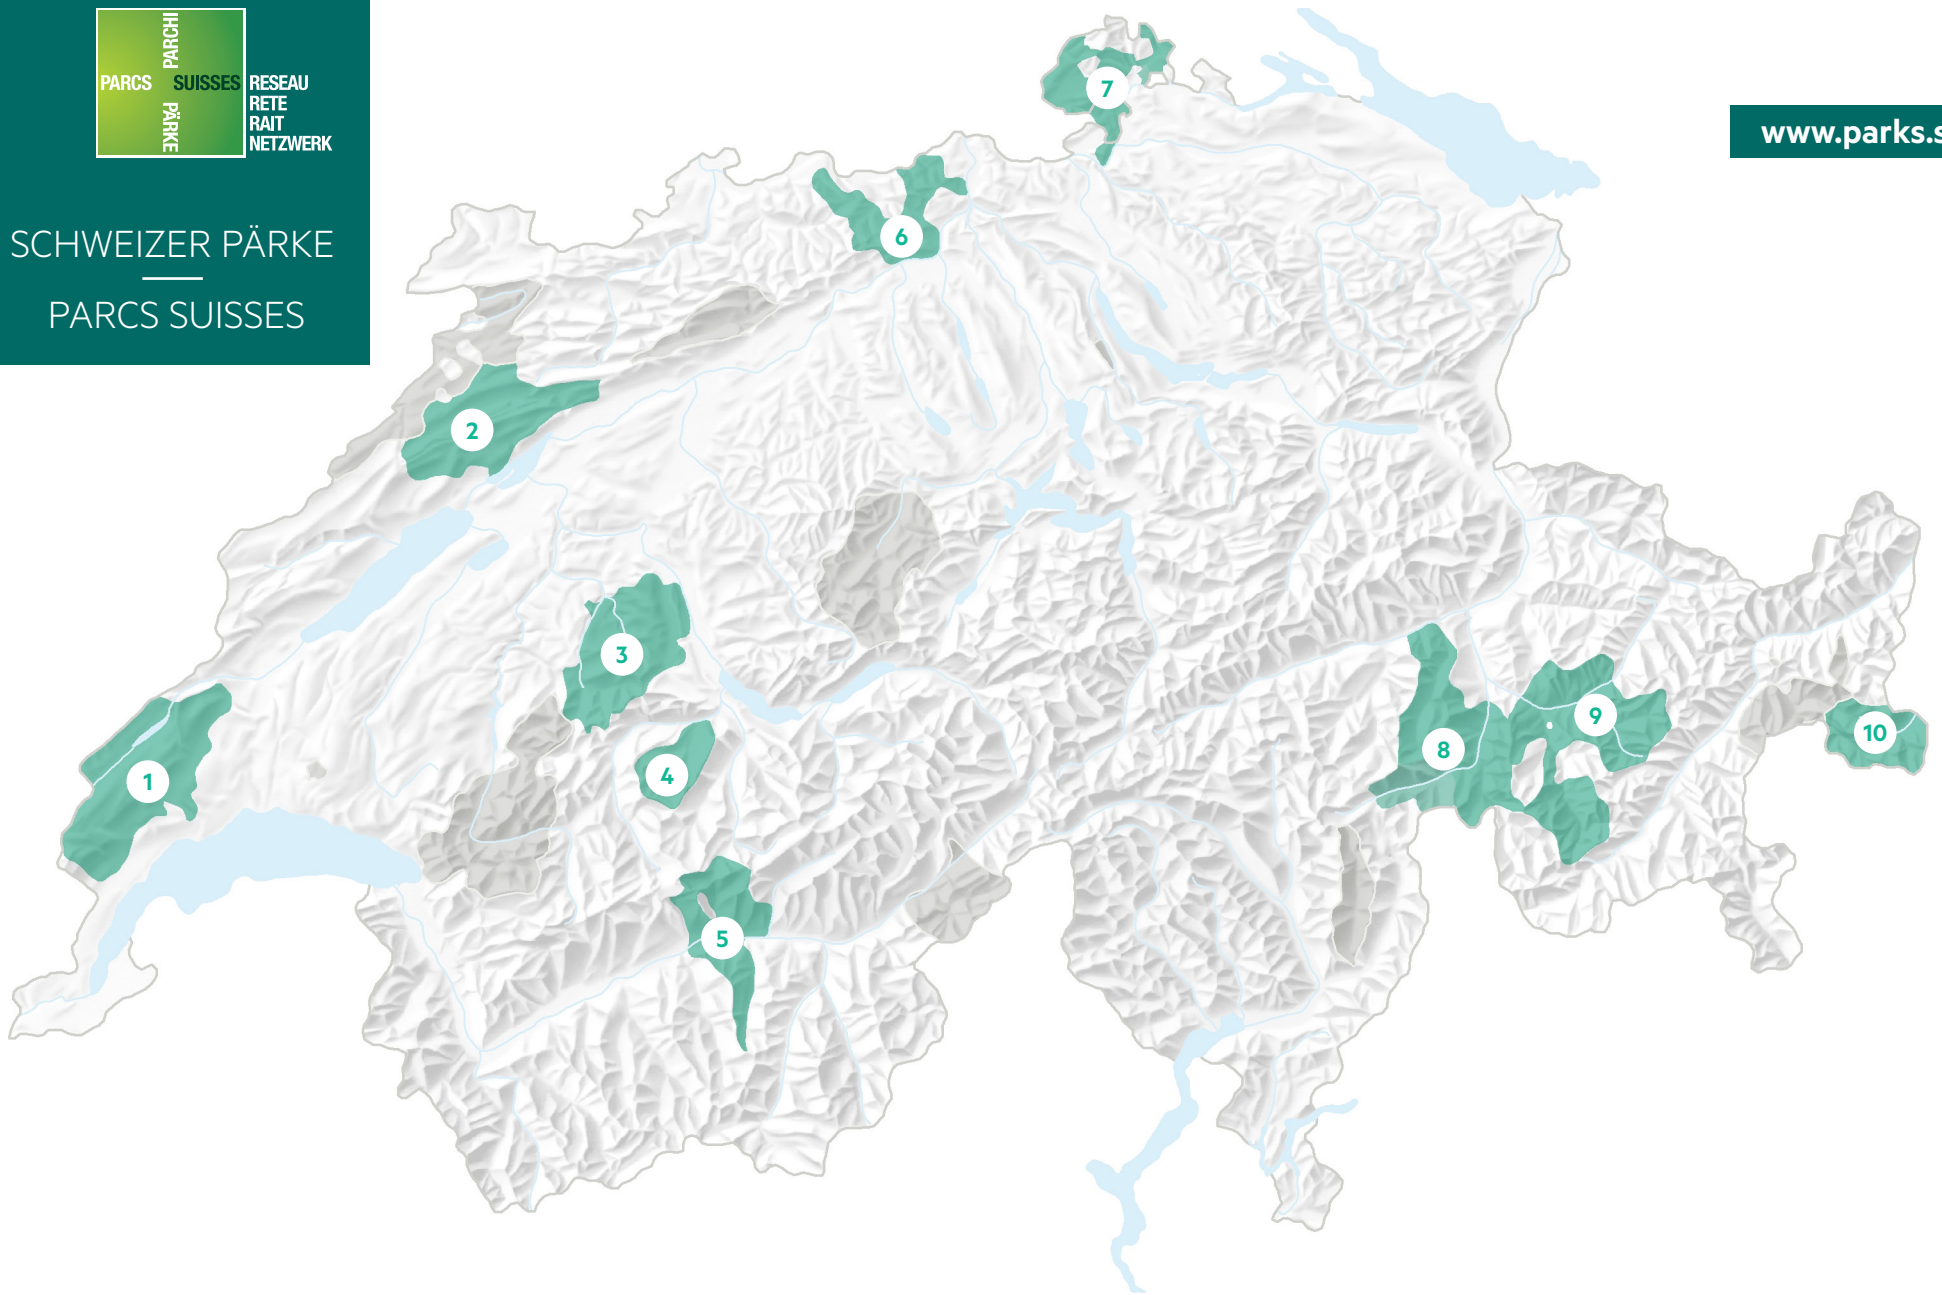 PARCHI
PARCS SUISSES RESEAU
RETE
PÄRKE RAIT
NETZWERK
SCHWEIZER PÄRKE
PARCS SUISSES
www.parks.s
7
6
2
3
1
4
5
8
9
10